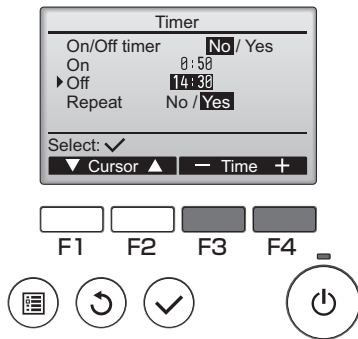 Timer
On/Off timer No / Yes
On 0:50
Off 14:30
Repeat No / Yes
Select:
Cursor − Time +
F1 F2 F3 F4